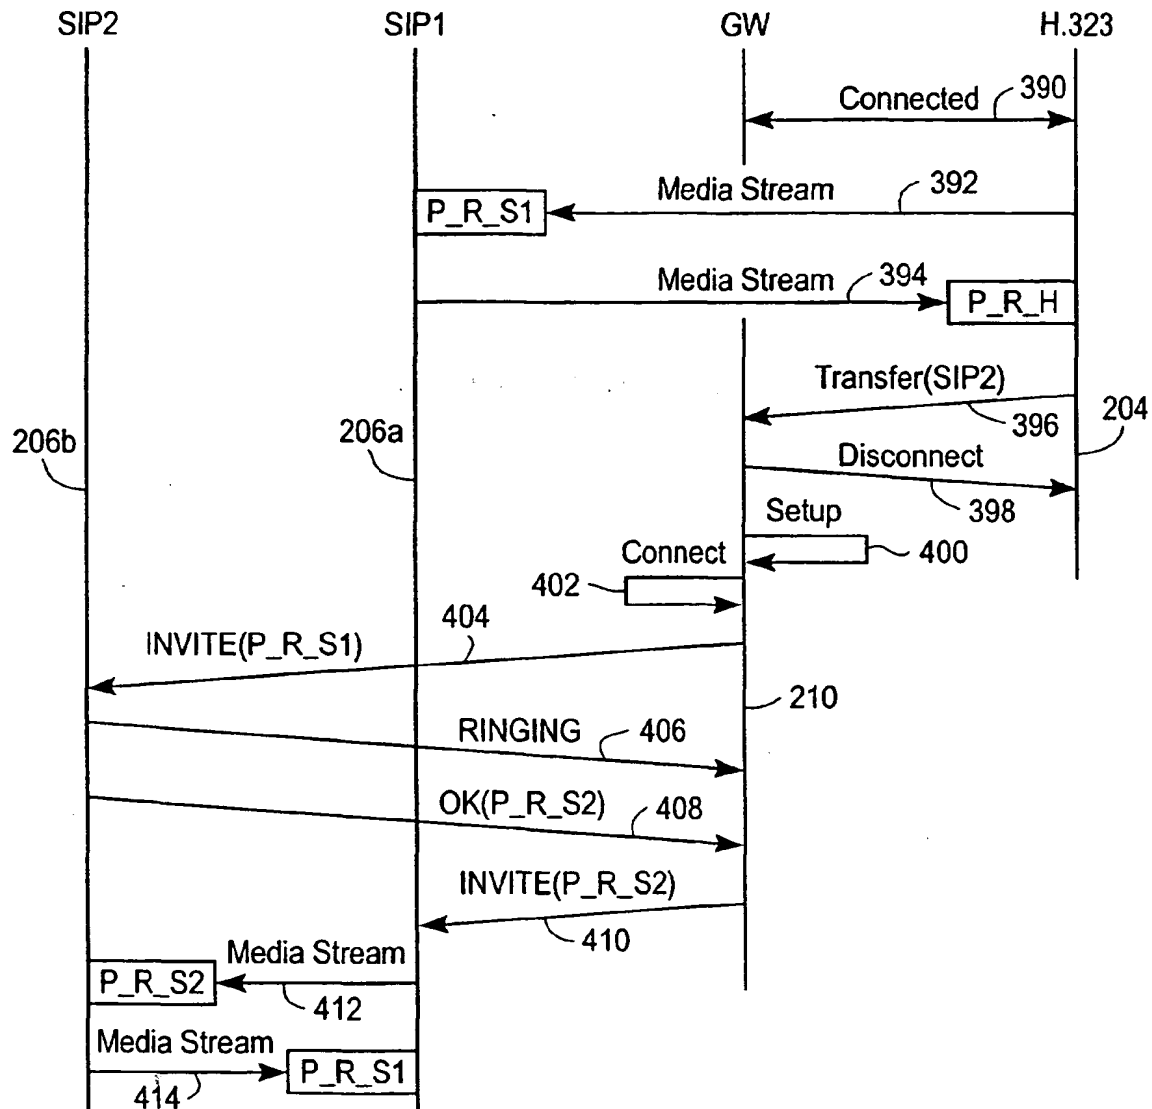 SIP2 SIP1 GW H.323
Connected 390
Media Stream 392
P_R_S1
Media Stream 394
P_R_H
Transfer(SIP2)
396
206b 206a 204
Disconnect
398
Setup
400
Connect
402
404
INVITE(P_R_S1)
210
RINGING 406
OK(P_R_S2) 408
INVITE(P_R_S2)
410
Media Stream
P_R_S2
412
Media Stream
P_R_S1
414